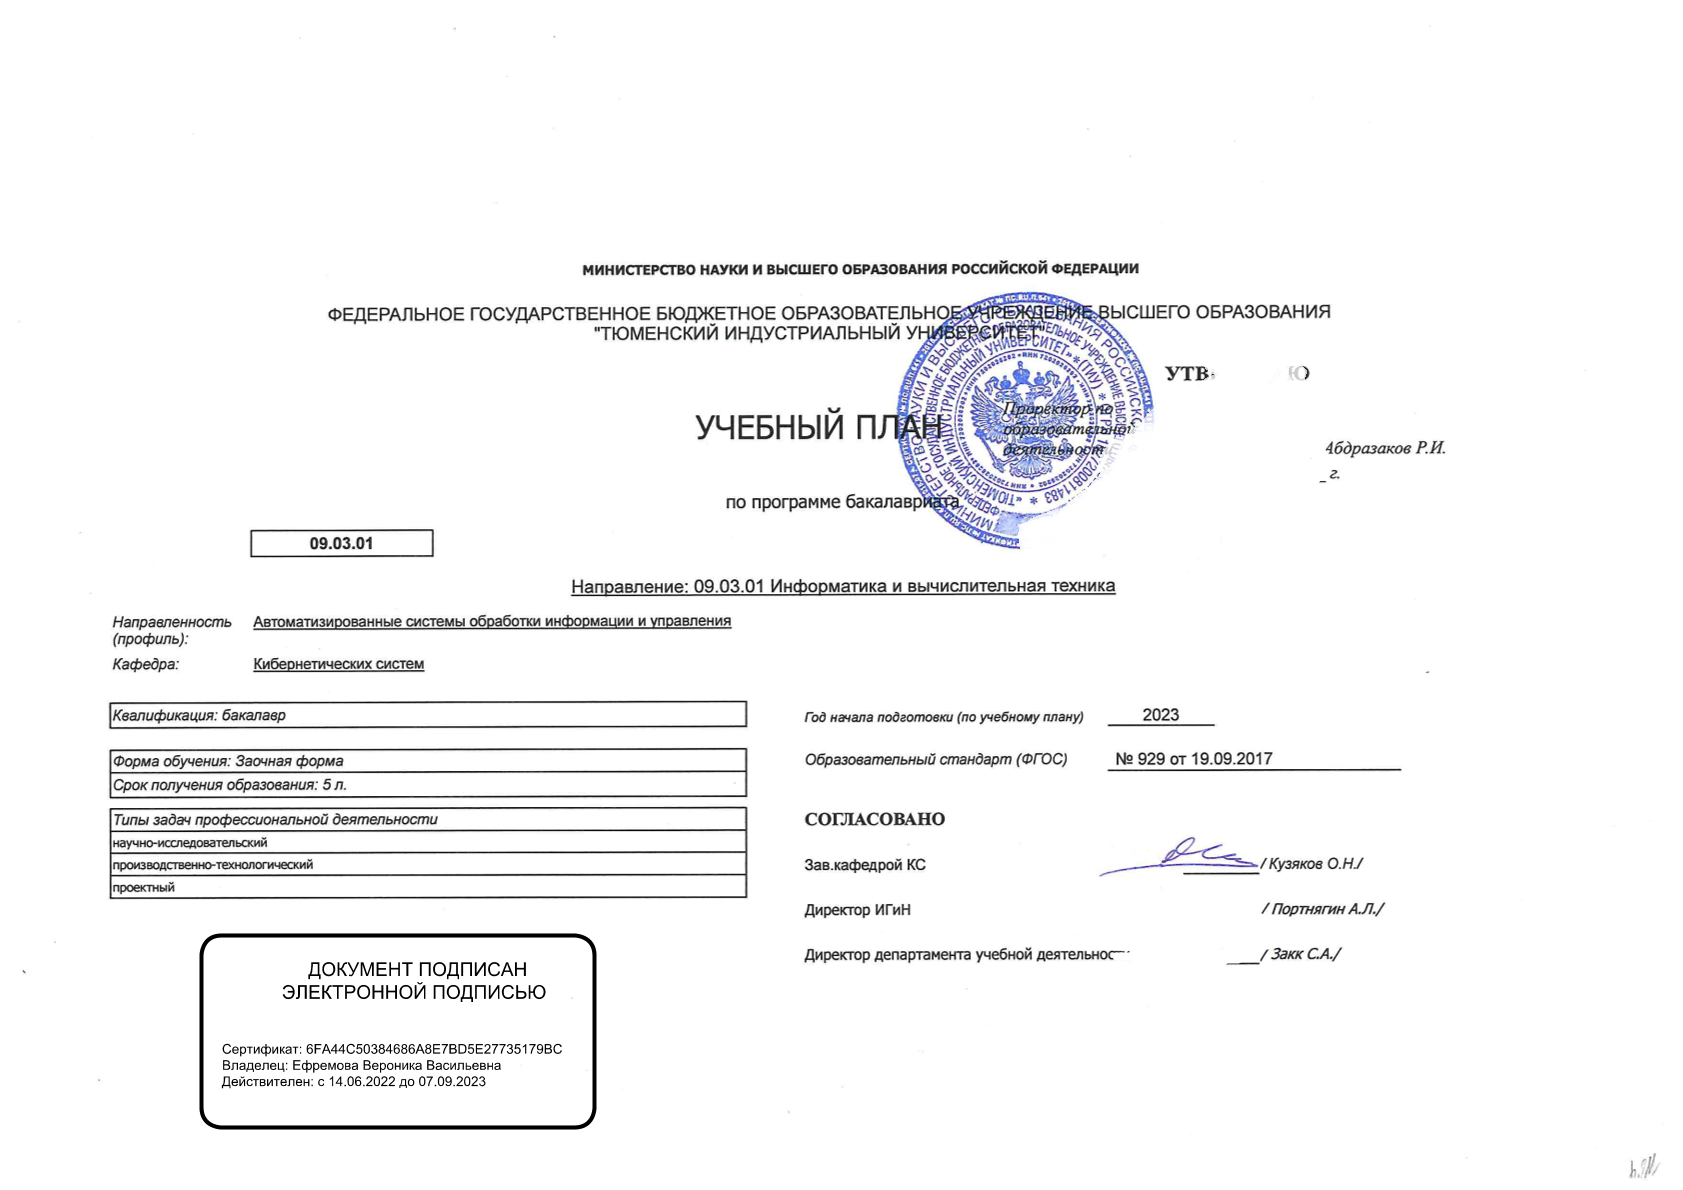 МИНИСТЕРСТВО НАУКИ И ВЫСШЕГО ОБРАЗОВАНИЯ РОССИЙСКОЙ ФЕДЕРАЦИИ
ФЕДЕРАЛЬНОЕ ГОСУДАРСТВЕННОЕ БЮДЖЕТНОЕ ОБРАЗОВАТЕЛЬНОЕ УЧРЕЖДЕНИЕ ВЫСШЕГО ОБРАЗОВАНИЯ
"ТЮМЕНСКИЙ ИНДУСТРИАЛЬНЫЙ УНИВЕРСИТЕТ"
УТВ Ю
УЧЕБНЫЙ ПЛАН
Проректор по
образовательной
деятельност
Абдразаков Р.И.
_ г.
по программе бакалавриата
09.03.01
Направление: 09.03.01 Информатика и вычислительная техника
Направленность (профиль): Автоматизированные системы обработки информации и управления
Кафедра: Кибернетических систем
Квалификация: бакалавр
Год начала подготовки (по учебному плану) 2023
Форма обучения: Заочная форма
Образовательный стандарт (ФГОС) № 929 от 19.09.2017
Срок получения образования: 5 л.
Типы задач профессиональной деятельности
научно-исследовательский
производственно-технологический
проектный
СОГЛАСОВАНО
Зав.кафедрой КС / Кузяков О.Н./
Директор ИГиН / Портнягин А.Л./
Директор департамента учебной деятельнос / Закк С.А./
ДОКУМЕНТ ПОДПИСАН
ЭЛЕКТРОННОЙ ПОДПИСЬЮ
Сертификат: 6FA44C50384686A8E7BD5E27735179BC
Владелец: Ефремова Вероника Васильевна
Действителен: с 14.06.2022 до 07.09.2023